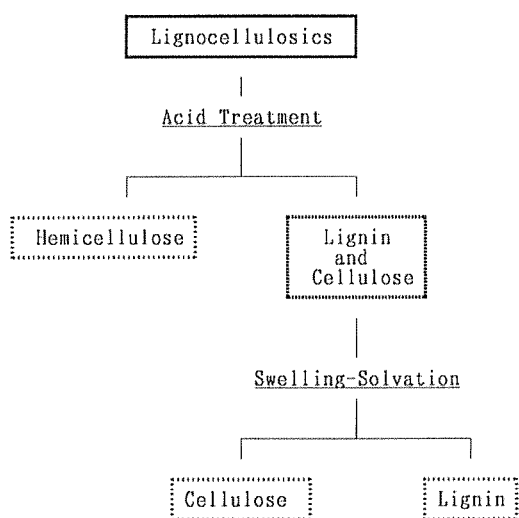 Lignocellulosics
Acid Treatment
Hemicellulose
Lignin
and
Cellulose
Swelling-Solvation
Cellulose
Lignin